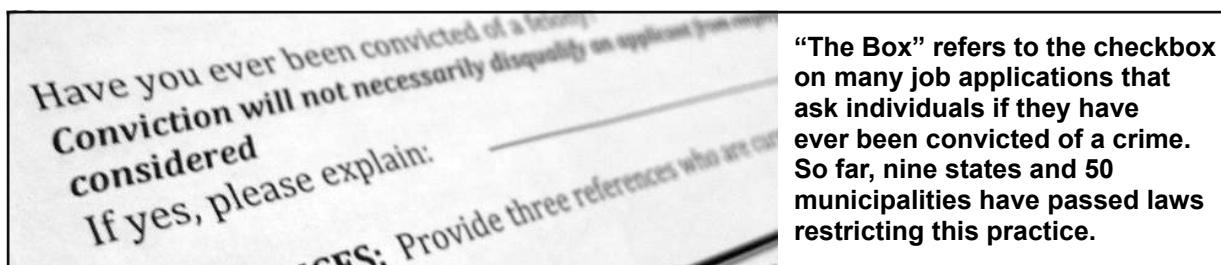 Have you ever been convicted of a felony?
Conviction will not necessarily disqualify an applicant from
considered
If yes, please explain:
Provide three references who are
“The Box” refers to the checkbox
on many job applications that
ask individuals if they have
ever been convicted of a crime.
So far, nine states and 50
municipalities have passed laws
restricting this practice.